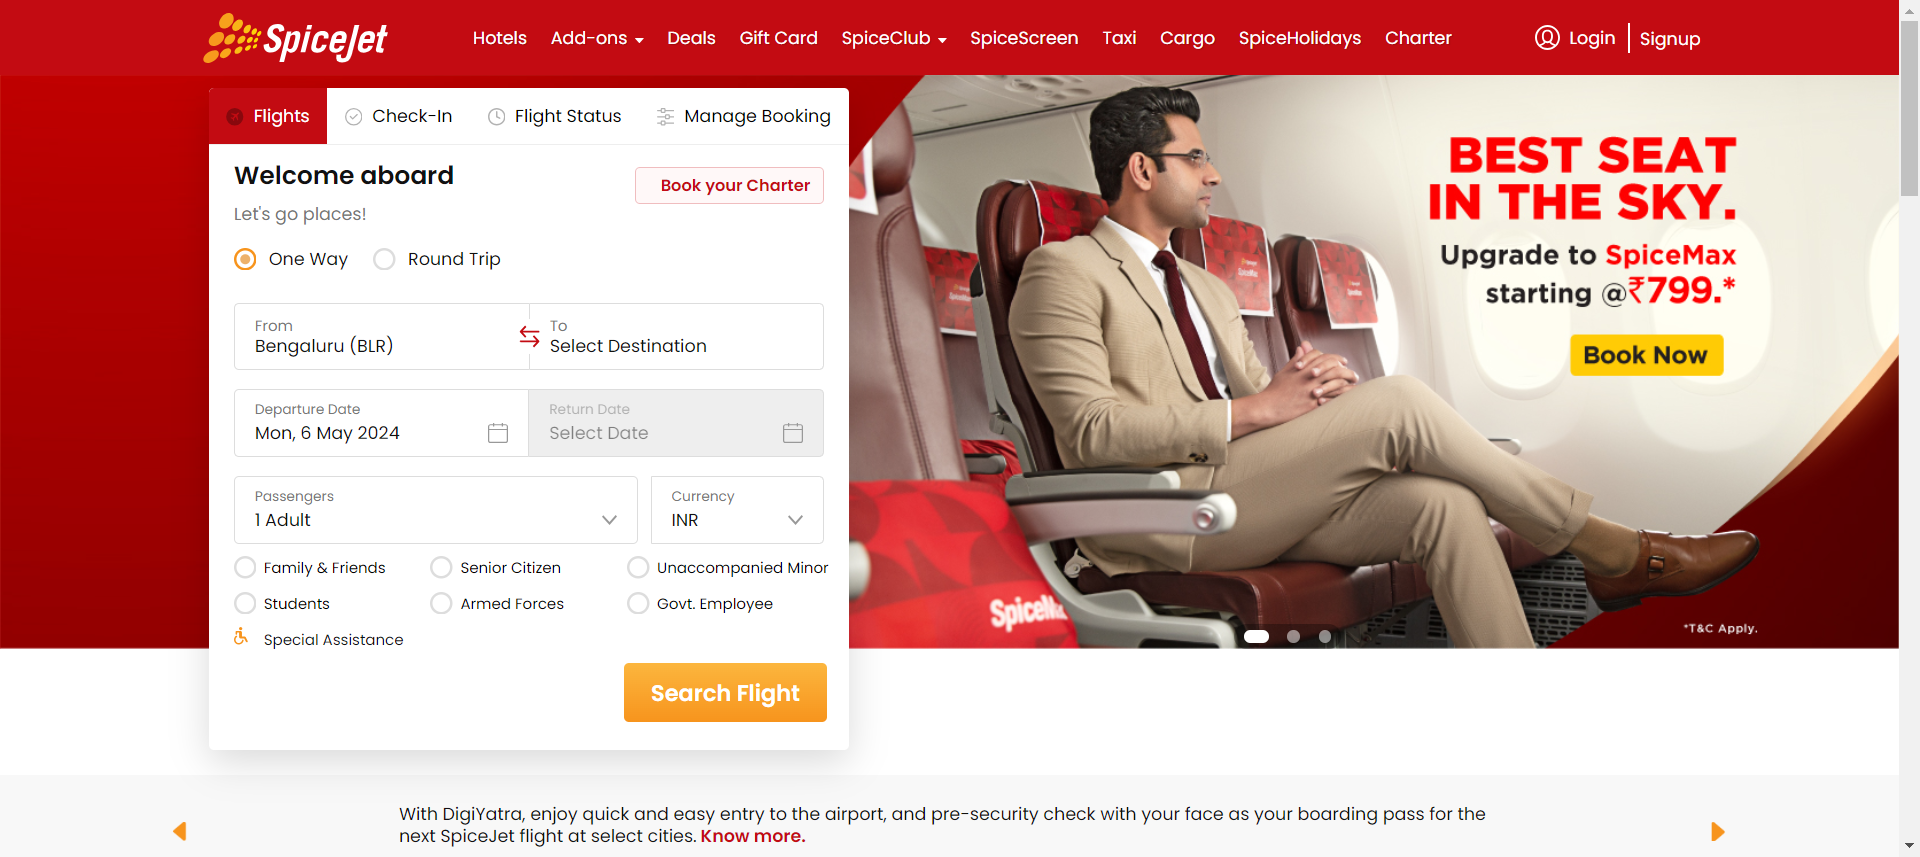 SpiceJet
Hotels Add-ons Deals Gift Card SpiceClub SpiceScreen Taxi Cargo SpiceHolidays Charter
Login Signup
Flights Check-In Flight Status Manage Booking
Welcome aboard
Book your Charter
Let's go places!
One Way Round Trip
From To
Bengaluru (BLR) Select Destination
Departure Date Return Date
Mon, 6 May 2024 Select Date
Passengers Currency
1 Adult INR
Family & Friends Senior Citizen Unaccompanied Minor
Students Armed Forces Govt. Employee
Special Assistance
Search Flight
BEST SEAT
IN THE SKY.
Upgrade to SpiceMax
starting @₹799.*
Book Now
SpiceMax
*T&C Apply.
With DigiYatra, enjoy quick and easy entry to the airport, and pre-security check with your face as your boarding pass for the
next SpiceJet flight at select cities. Know more.